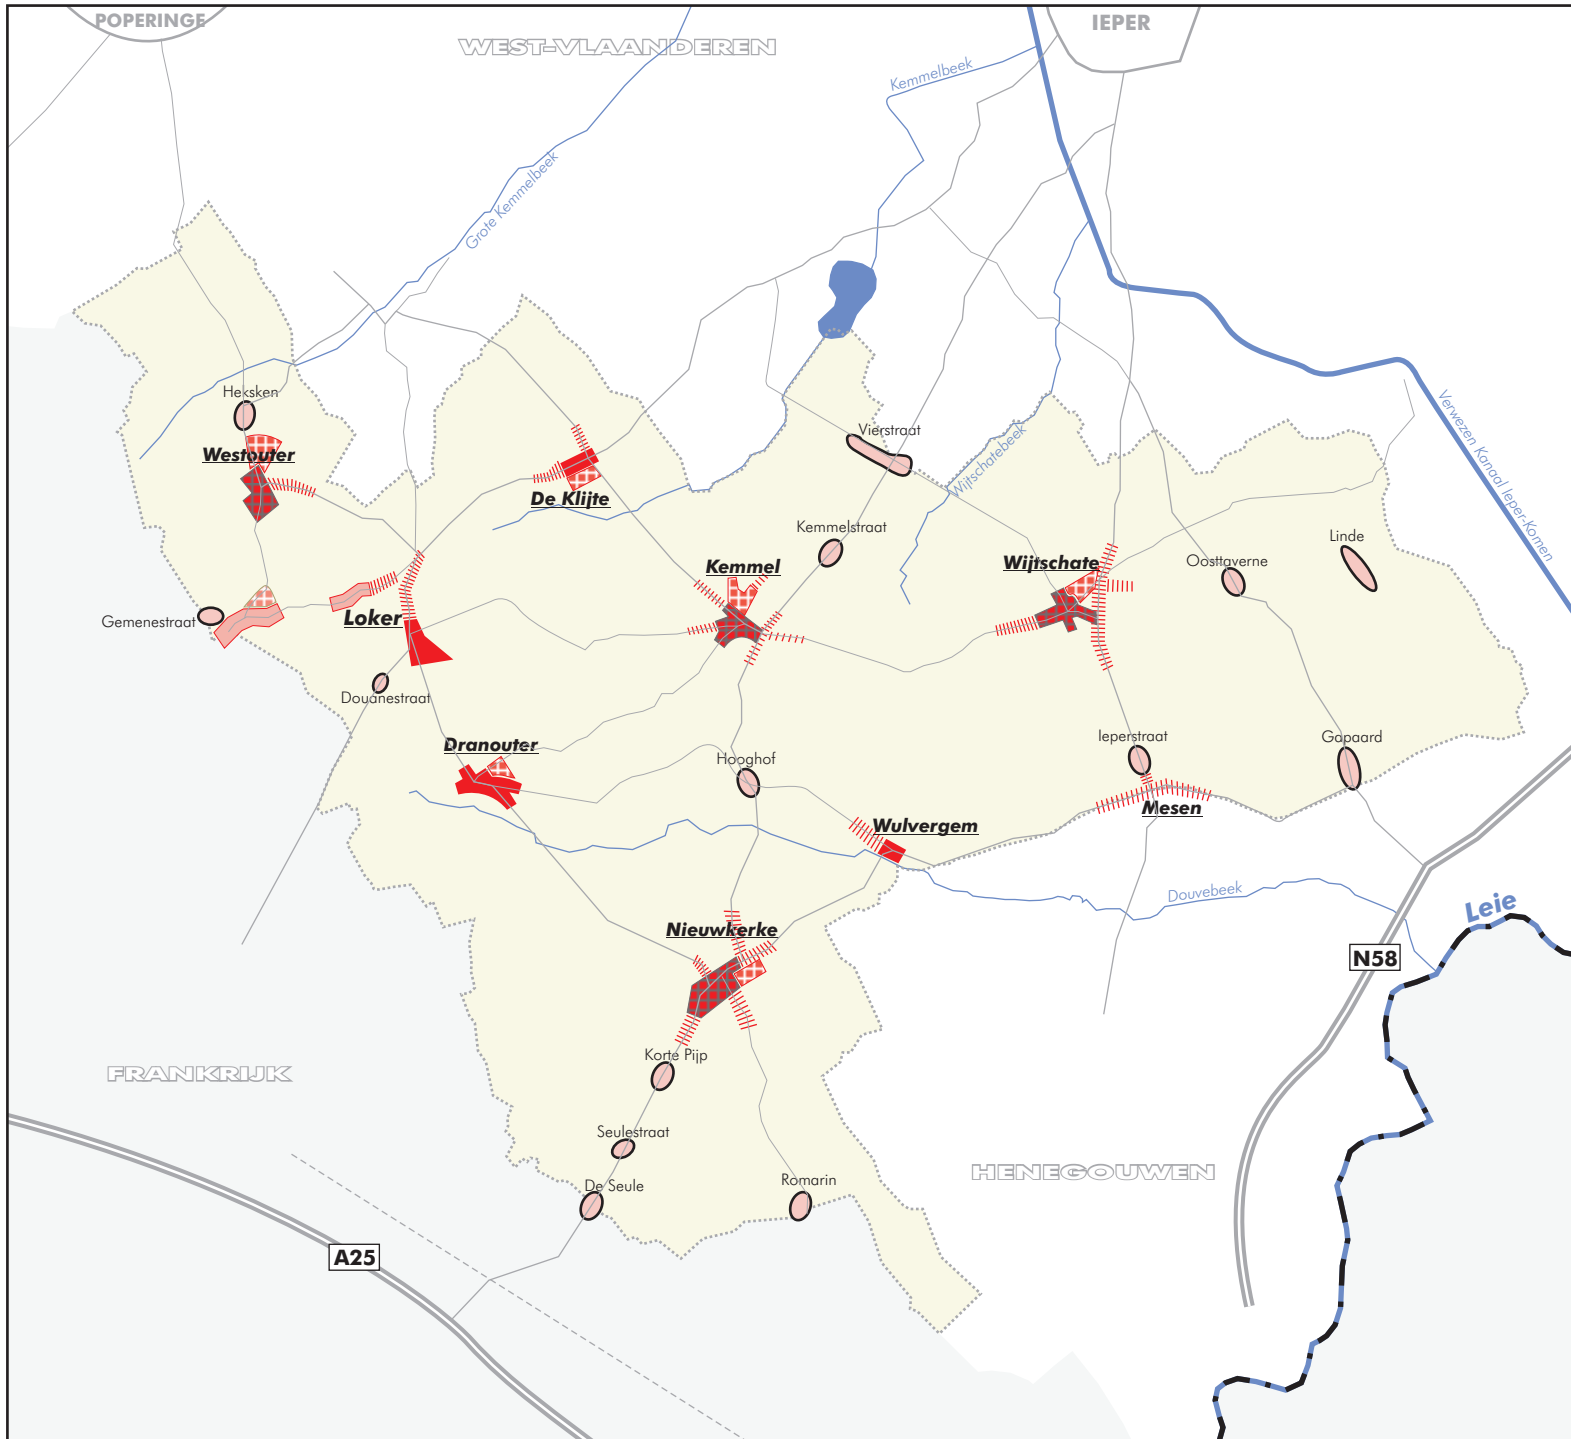 POPERINGE
IEPER
WEST-VLAANDEREN
Kemmelbeek
Grote Kemmelbeek
Heksken
Verwezen Kanaal Ieper-Komen
Vierstraat
Westouter
Wijtschatebeek
De Klijte
Kemmelstraat
Linde
Kemmel
Wijtschate
Oosttaverne
Gemenestraat
Loker
Douanestraat
Ieperstraat
Gapaard
Dranouter
Hooghof
Mesen
Wulvergem
Douvebeek
Leie
Nieuwkerke
N58
Korte Pijp
FRANKRIJK
Seulestraat
HENEGOUWEN
De Seule
Romarin
A25